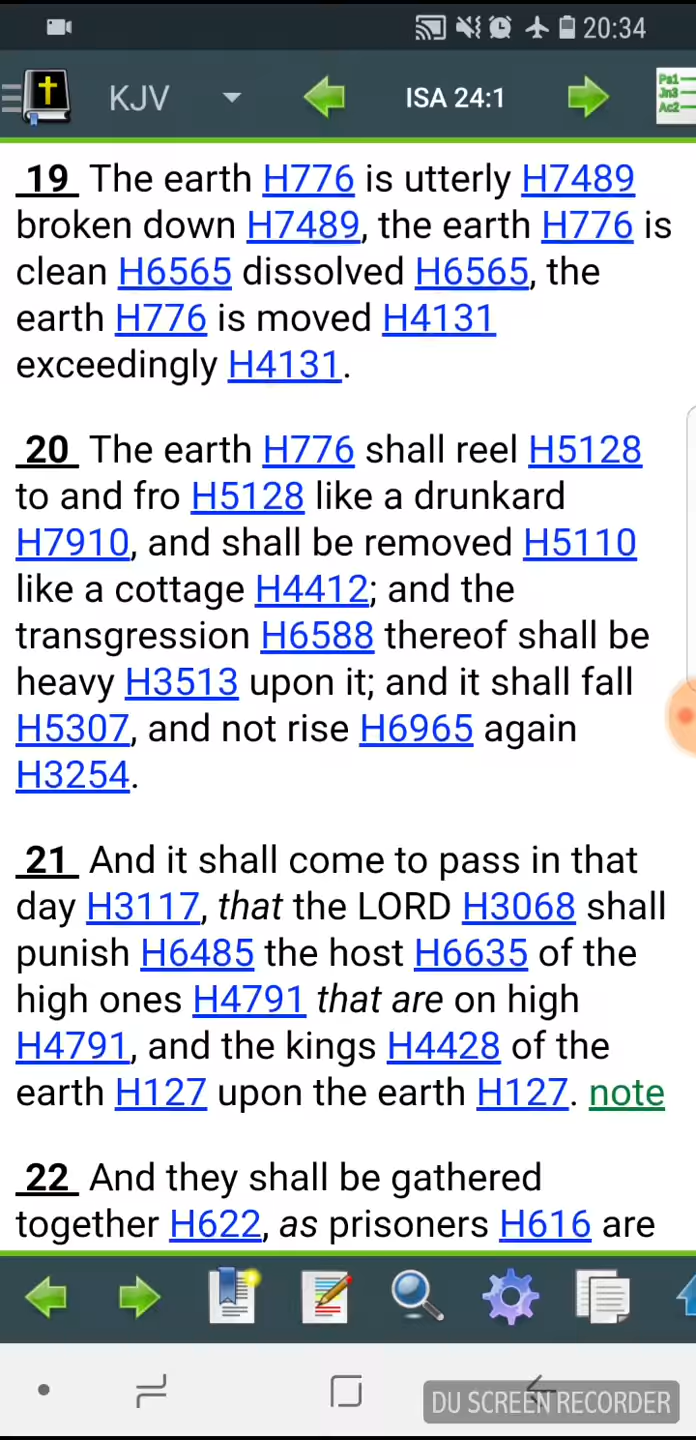 20:34
KJV ISA 24:1
Ps1
Jn3
Ac2
19 The earth H776 is utterly H7489
broken down H7489, the earth H776 is
clean H6565 dissolved H6565, the
earth H776 is moved H4131
exceedingly H4131.
20 The earth H776 shall reel H5128
to and fro H5128 like a drunkard
H7910, and shall be removed H5110
like a cottage H4412; and the
transgression H6588 thereof shall be
heavy H3513 upon it; and it shall fall
H5307, and not rise H6965 again
H3254.
21 And it shall come to pass in that
day H3117, that the LORD H3068 shall
punish H6485 the host H6635 of the
high ones H4791 that are on high
H4791, and the kings H4428 of the
earth H127 upon the earth H127. note
22 And they shall be gathered
together H622, as prisoners H616 are
DU SCREEN RECORDER